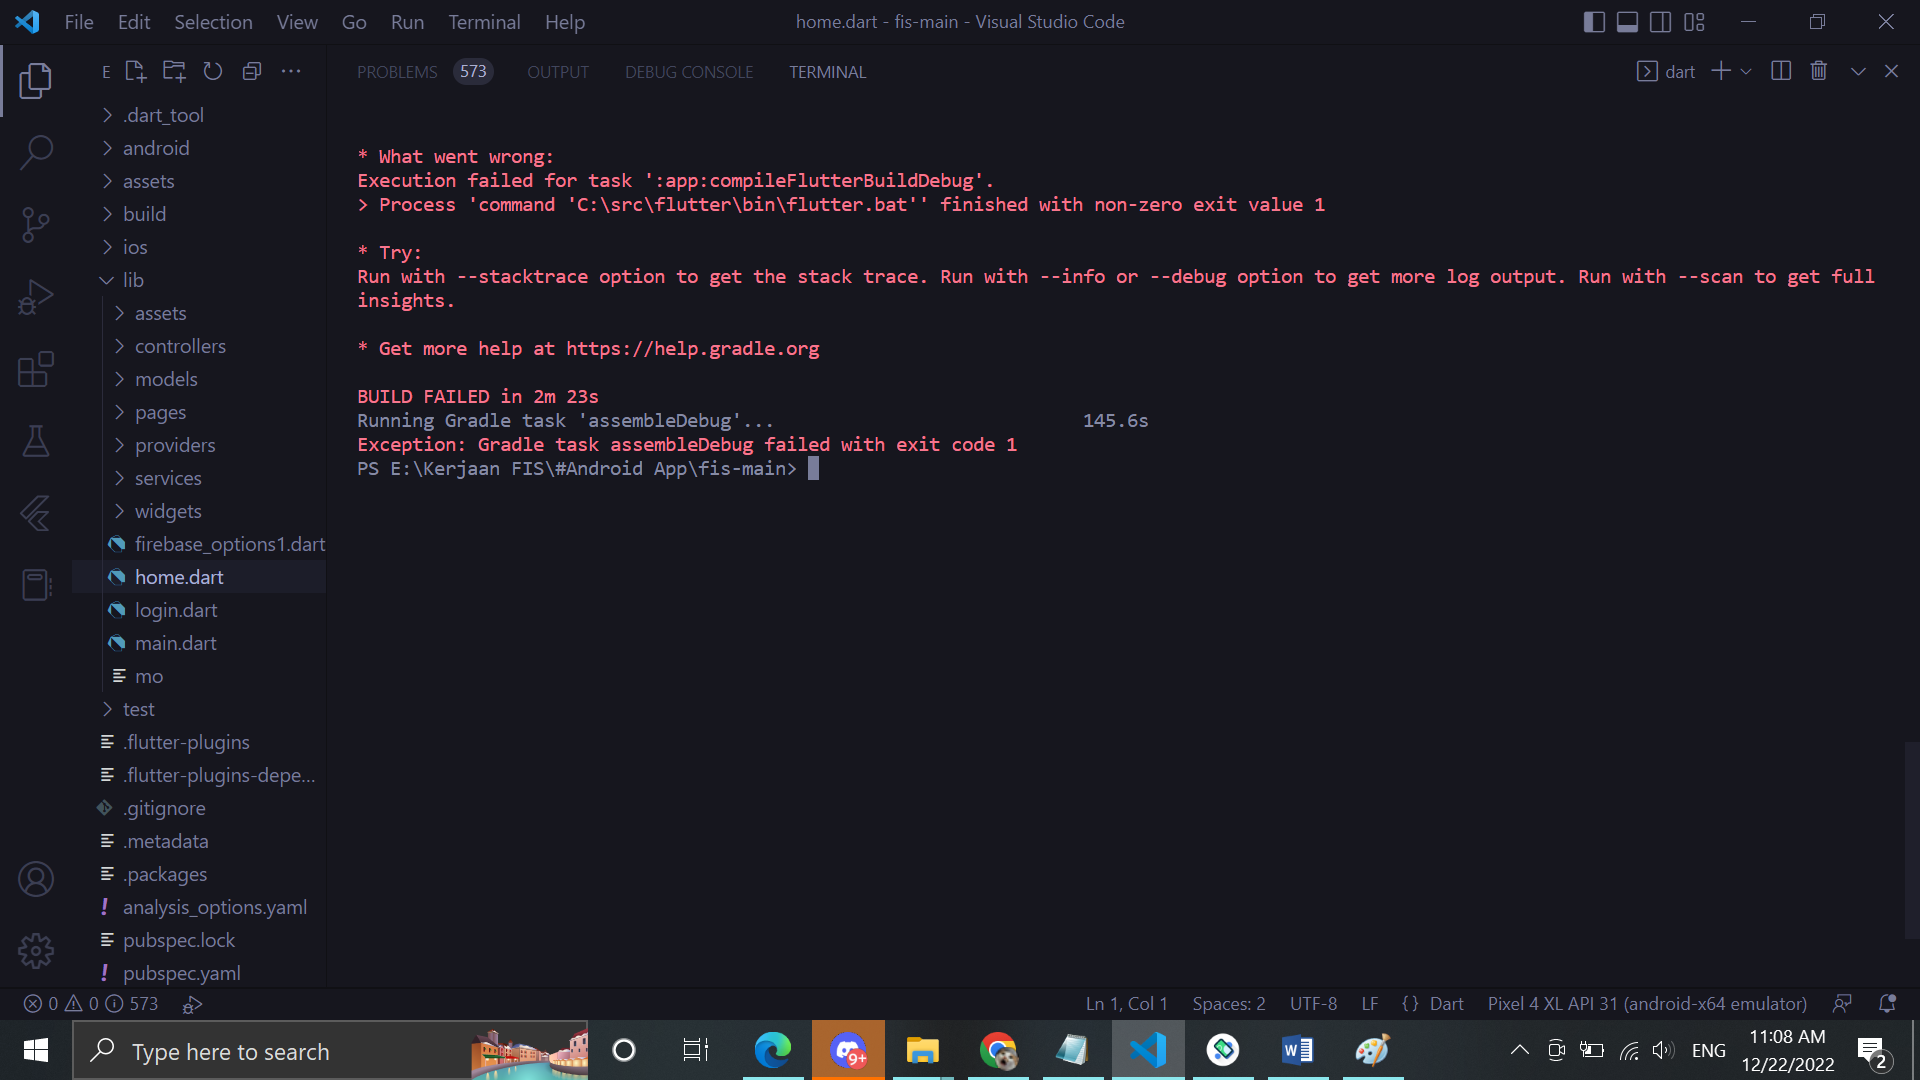 File Edit Selection View Go Run Terminal Help
home.dart - fis-main - Visual Studio Code
E
.dart_tool
android
assets
build
ios
lib
assets
controllers
models
pages
providers
services
widgets
firebase_options1.dart
home.dart
login.dart
main.dart
mo
test
.flutter-plugins
.flutter-plugins-depe...
.gitignore
.metadata
.packages
analysis_options.yaml
pubspec.lock
pubspec.yaml
PROBLEMS 573 OUTPUT DEBUG CONSOLE TERMINAL
dart
* What went wrong:
Execution failed for task ':app:compileFlutterBuildDebug'.
> Process 'command 'C:\src\flutter\bin\flutter.bat'' finished with non-zero exit value 1
* Try:
Run with --stacktrace option to get the stack trace. Run with --info or --debug option to get more log output. Run with --scan to get full
insights.
* Get more help at https://help.gradle.org
BUILD FAILED in 2m 23s
Running Gradle task 'assembleDebug'... 145.6s
Exception: Gradle task assembleDebug failed with exit code 1
PS E:\Kerjaan FIS\#Android App\fis-main>
0 0 573
Ln 1, Col 1 Spaces: 2 UTF-8 LF {} Dart Pixel 4 XL API 31 (android-x64 emulator)
Type here to search
9+
W
ENG
11:08 AM
12/22/2022
2